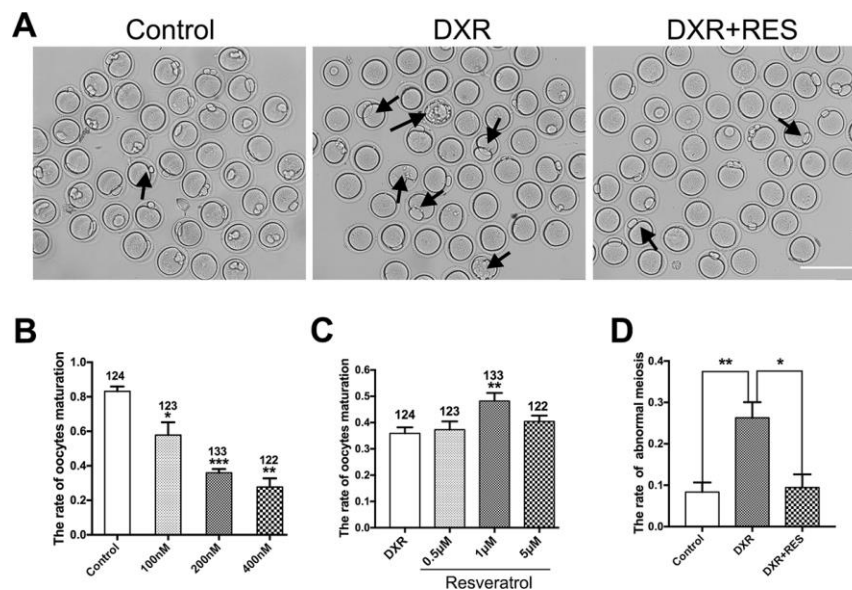 A
Control
DXR
DXR+RES
B
The rate of oocytes maturation
1.0
0.8
0.6
0.4
0.2
0.0
124
123
*
133
***
122
**
Control
100nM
200nM
400nM
C
The rate of oocytes maturation
0.6
0.5
0.4
0.3
0.2
0.1
0.0
124
123
133
**
122
DXR
0.5μM
1μM
5μM
Resveratrol
D
The rate of abnormal meiosis
0.4
0.3
0.2
0.1
0.0
**
*
Control
DXR
DXR+RES